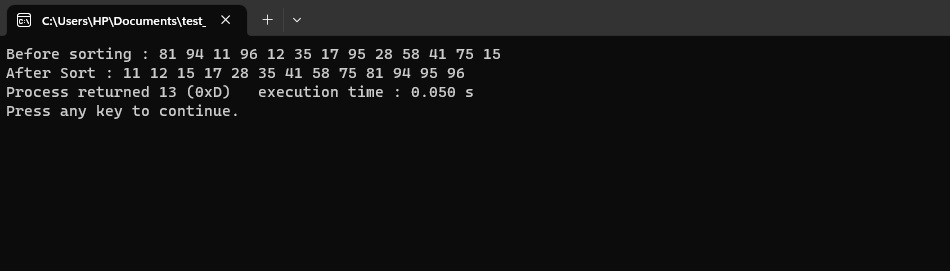 C:\Users\HP\Documents\test_
Before sorting : 81 94 11 96 12 35 17 95 28 58 41 75 15
After Sort : 11 12 15 17 28 35 41 58 75 81 94 95 96
Process returned 13 (0xD)   execution time : 0.050 s
Press any key to continue.